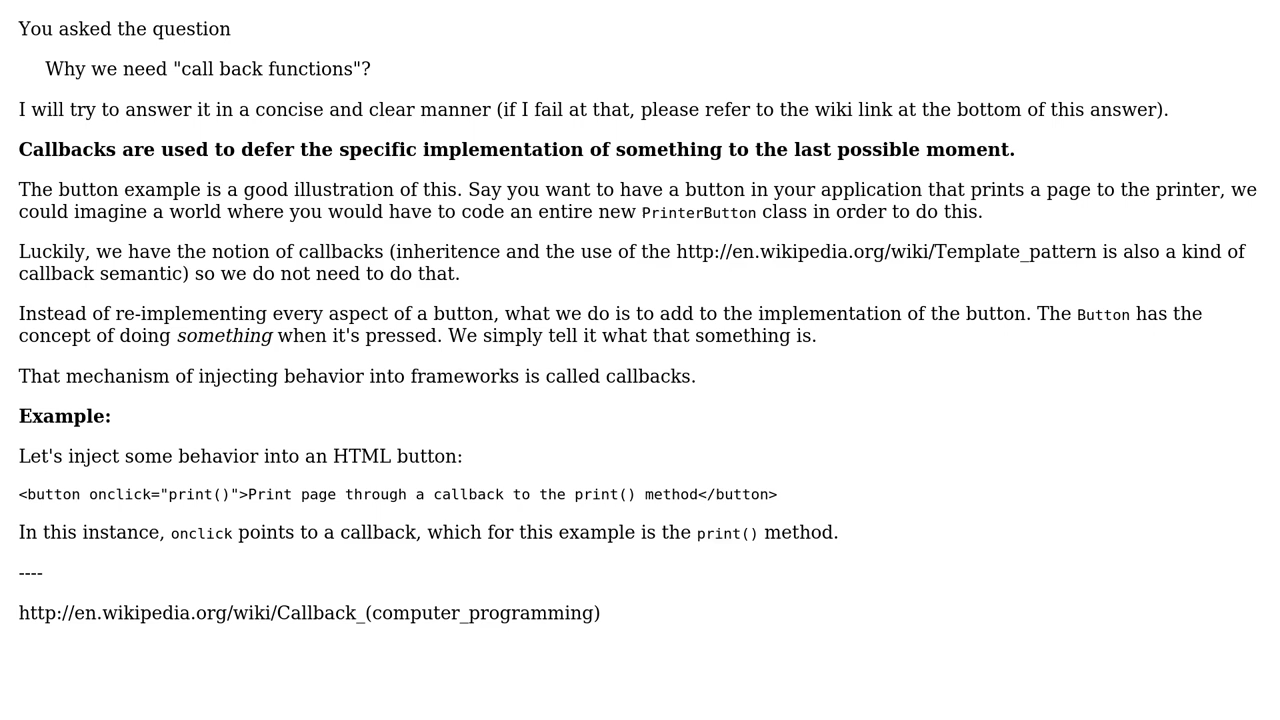 You asked the question
Why we need "call back functions"?
I will try to answer it in a concise and clear manner (if I fail at that, please refer to the wiki link at the bottom of this answer).
Callbacks are used to defer the specific implementation of something to the last possible moment.
The button example is a good illustration of this. Say you want to have a button in your application that prints a page to the printer, we
could imagine a world where you would have to code an entire new PrinterButton class in order to do this.
Luckily, we have the notion of callbacks (inheritence and the use of the http://en.wikipedia.org/wiki/Template_pattern is also a kind of
callback semantic) so we do not need to do that.
Instead of re-implementing every aspect of a button, what we do is to add to the implementation of the button. The Button has the
concept of doing something when it's pressed. We simply tell it what that something is.
That mechanism of injecting behavior into frameworks is called callbacks.
Example:
Let's inject some behavior into an HTML button:
<button onclick="print()">Print page through a callback to the print() method</button>
In this instance, onclick points to a callback, which for this example is the print() method.
----
http://en.wikipedia.org/wiki/Callback_(computer_programming)